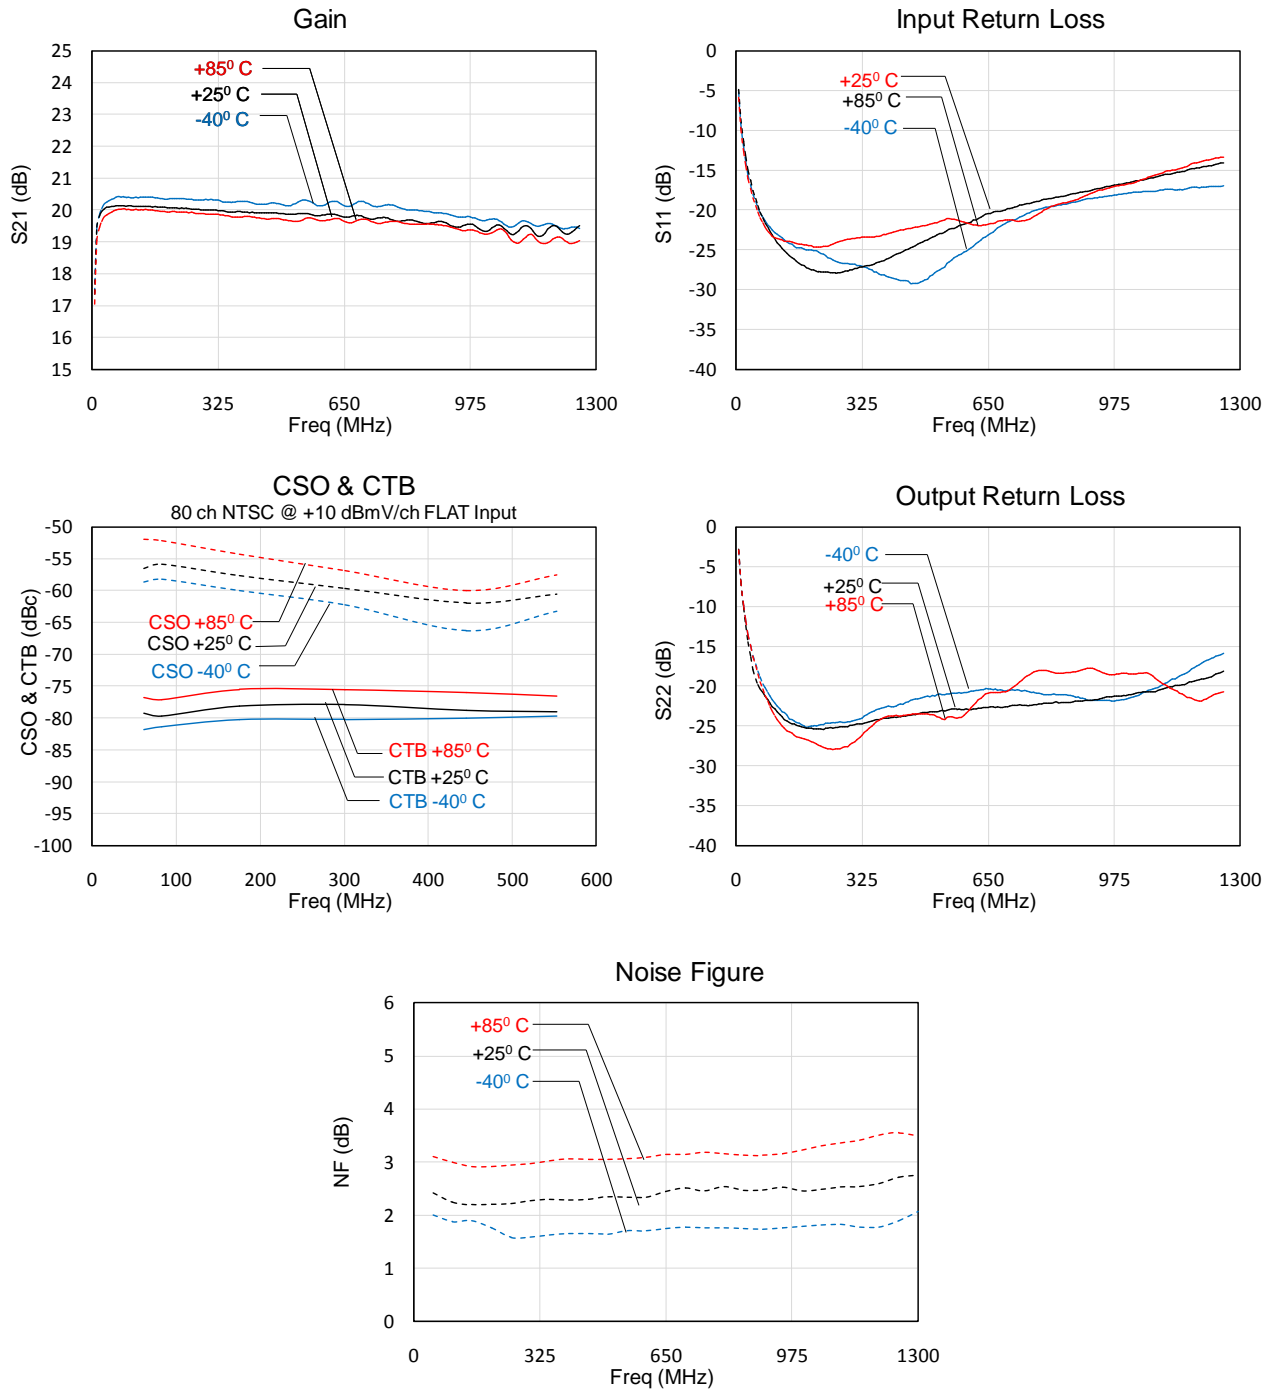 Gain
25
24
23
22
21
20
19
18
17
16
15
S21 (dB)
+85⁰ C
+25⁰ C
-40⁰ C
0 325 650 975 1300
Freq (MHz)
Input Return Loss
0
-5
-10
-15
-20
-25
-30
-35
-40
S11 (dB)
+25⁰ C
+85⁰ C
-40⁰ C
0 325 650 975 1300
Freq (MHz)
CSO & CTB
80 ch NTSC @ +10 dBmV/ch FLAT Input
-50
-55
-60
-65
-70
-75
-80
-85
-90
-95
-100
CSO & CTB (dBc)
CSO +85⁰ C
CSO +25⁰ C
CSO -40⁰ C
CTB +85⁰ C
CTB +25⁰ C
CTB -40⁰ C
0 100 200 300 400 500 600
Freq (MHz)
Output Return Loss
0
-5
-10
-15
-20
-25
-30
-35
-40
S22 (dB)
-40⁰ C
+25⁰ C
+85⁰ C
0 325 650 975 1300
Freq (MHz)
Noise Figure
6
5
4
3
2
1
0
NF (dB)
+85⁰ C
+25⁰ C
-40⁰ C
0 325 650 975 1300
Freq (MHz)